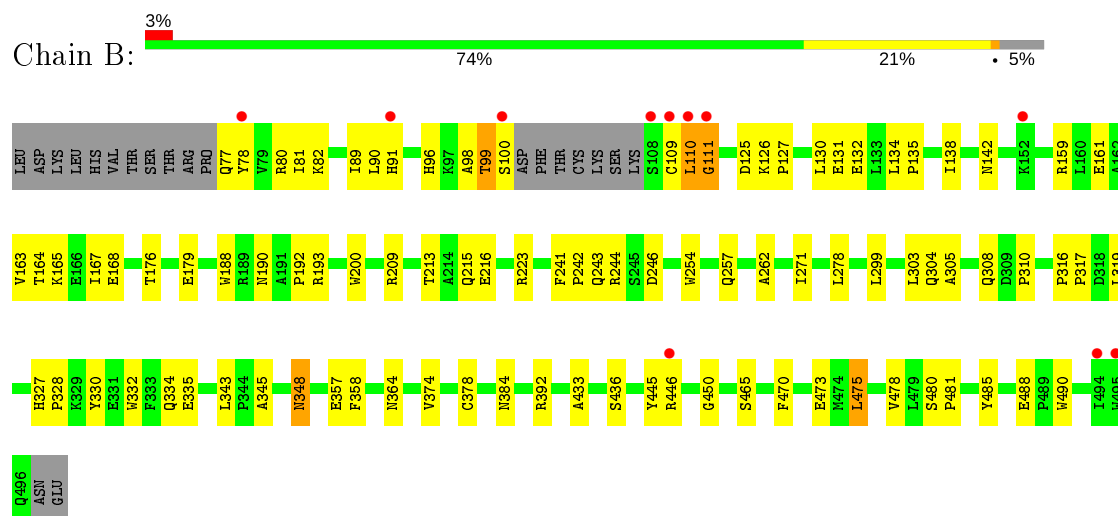 3%
Chain B:
74% 21% • 5%
LEU ASP LYS LEU HIS VAL THR SER THR ARG PRO Q77 Y78 V79 R80 I81 K82 I89 L90 H91 H96 K97 A98 T99 S100 ASP PHE THR CYS LYS SER LYS S108 C109 L110 G111 D125 K126 P127 L130 E131 E132 L133 L134 P135 I138 N142 K152 R159 L160 E161 A162
V163 T164 K165 E166 I167 E168 T176 E179 W188 R189 N190 A191 P192 R193 W200 R209 T213 A214 Q215 E216 R223 F241 P242 Q243 R244 S245 D246 W254 Q257 A262 I271 L278 L299 L303 Q304 A305 Q308 D309 P310 P316 P317 D318 L319
H327 P328 K329 Y330 E331 W332 F333 Q334 E335 L343 P344 A345 N348 E357 F358 N364 V374 C378 N384 R392 A433 S436 Y445 R446 G450 S465 F470 E473 M474 L475 V478 L479 S480 P481 Y485 E488 P489 W490 I494 W495
Q496 ASN GLU